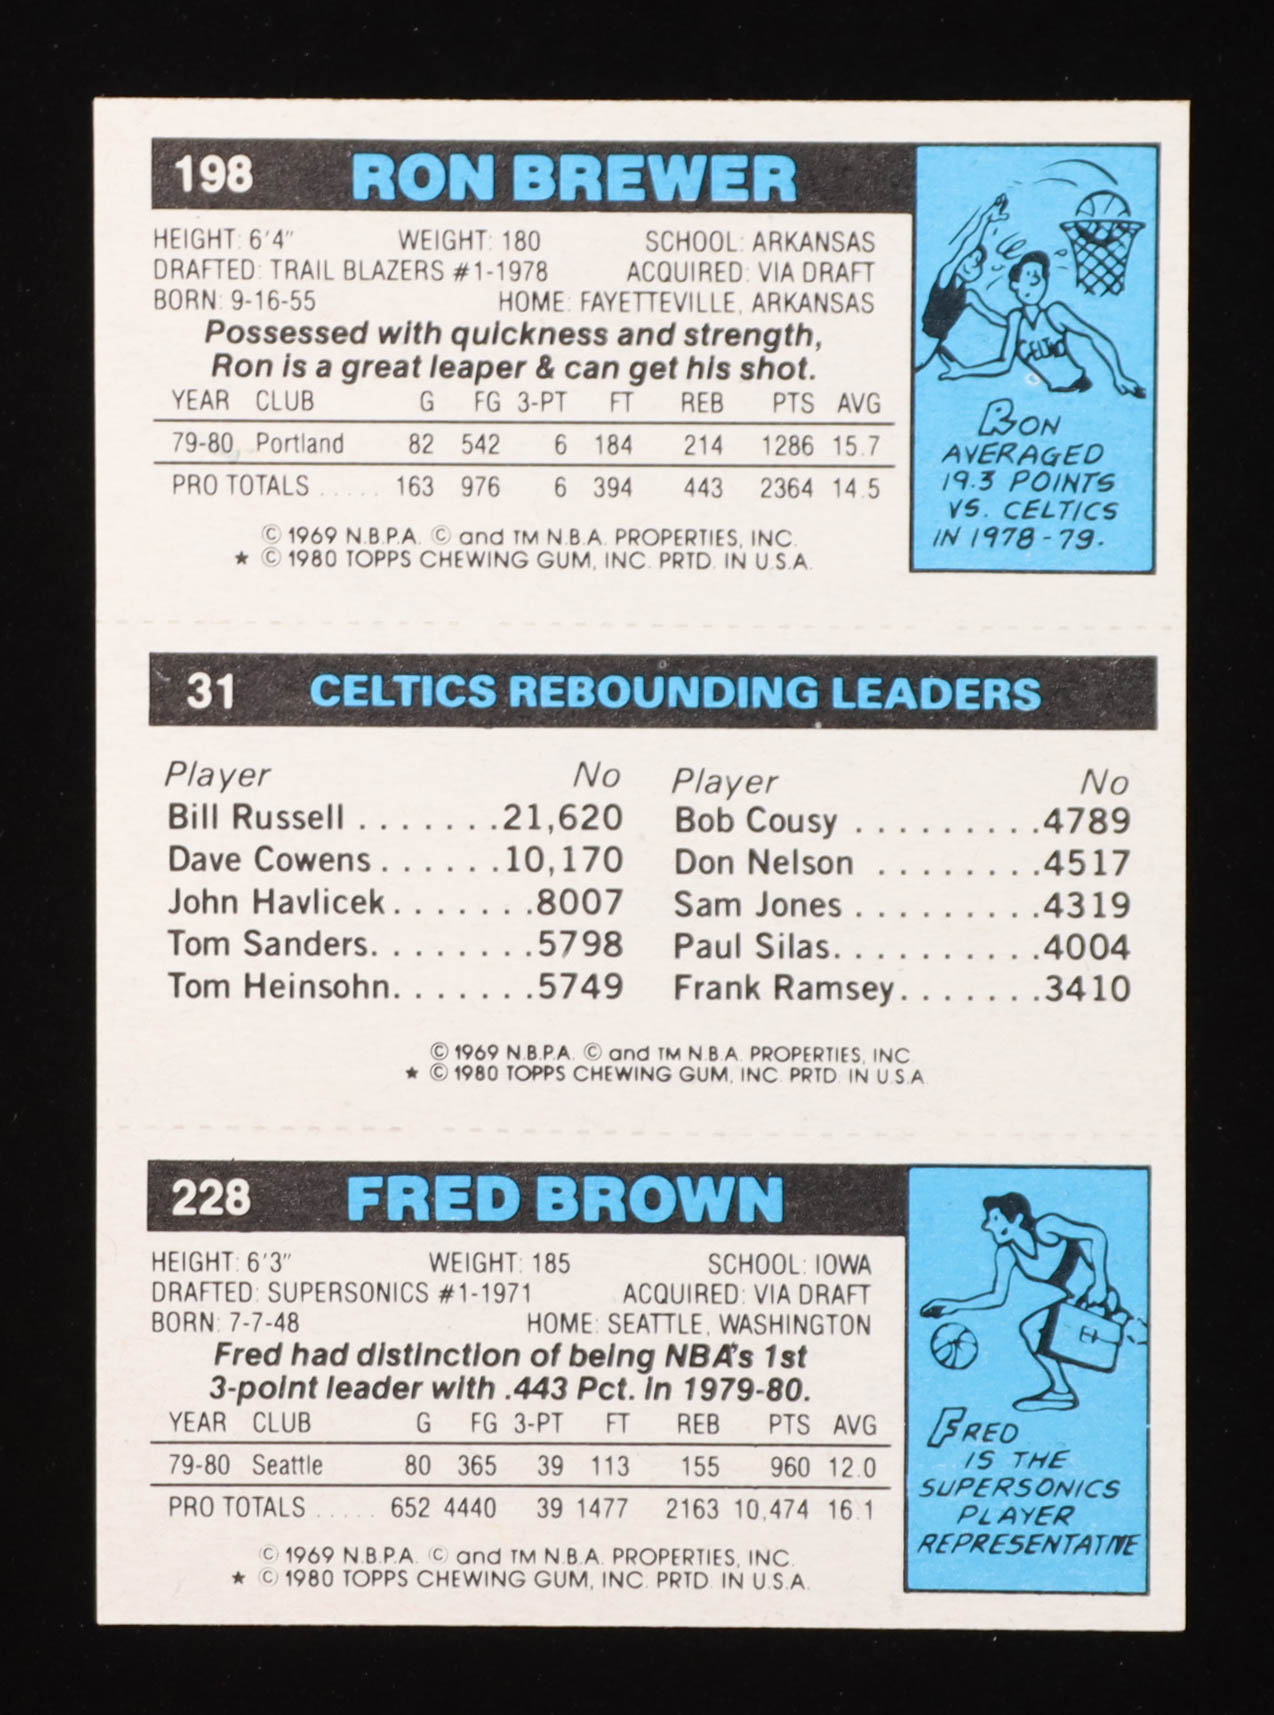 198 RON BREWER
HEIGHT: 6'4" WEIGHT: 180 SCHOOL: ARKANSAS
DRAFTED: TRAIL BLAZERS #1-1978 ACQUIRED: VIA DRAFT
BORN: 9-16-55 HOME: FAYETTEVILLE, ARKANSAS
Possessed with quickness and strength,
Ron is a great leaper & can get his shot.
YEAR CLUB G FG 3-PT FT REB PTS AVG
79-80 Portland 82 542 6 184 214 1286 15.7
PRO TOTALS ..... 163 976 6 394 443 2364 14.5
© 1969 N.B.P.A. © and TM N.B.A. PROPERTIES, INC.
★ © 1980 TOPPS CHEWING GUM, INC. PRTD. IN U.S.A.
CELTIC
RON
AVERAGED
19.3 POINTS
VS. CELTICS
IN 1978-79.
31 CELTICS REBOUNDING LEADERS
Player No Player No
Bill Russell .......21,620 Bob Cousy .........4789
Dave Cowens ......10,170 Don Nelson ........4517
John Havlicek.......8007 Sam Jones .........4319
Tom Sanders........5798 Paul Silas..........4004
Tom Heinsohn.......5749 Frank Ramsey.......3410
© 1969 N.B.P.A. © and TM N.B.A. PROPERTIES, INC.
★ © 1980 TOPPS CHEWING GUM, INC. PRTD. IN U.S.A.
228 FRED BROWN
HEIGHT: 6'3" WEIGHT: 185 SCHOOL: IOWA
DRAFTED: SUPERSONICS #1-1971 ACQUIRED: VIA DRAFT
BORN: 7-7-48 HOME: SEATTLE, WASHINGTON
Fred had distinction of being NBA's 1st
3-point leader with .443 Pct. in 1979-80.
YEAR CLUB G FG 3-PT FT REB PTS AVG
79-80 Seattle 80 365 39 113 155 960 12.0
PRO TOTALS ..... 652 4440 39 1477 2163 10,474 16.1
© 1969 N.B.P.A. © and TM N.B.A. PROPERTIES, INC.
★ © 1980 TOPPS CHEWING GUM, INC. PRTD. IN U.S.A.
FRED
IS THE
SUPERSONICS
PLAYER
REPRESENTATIVE